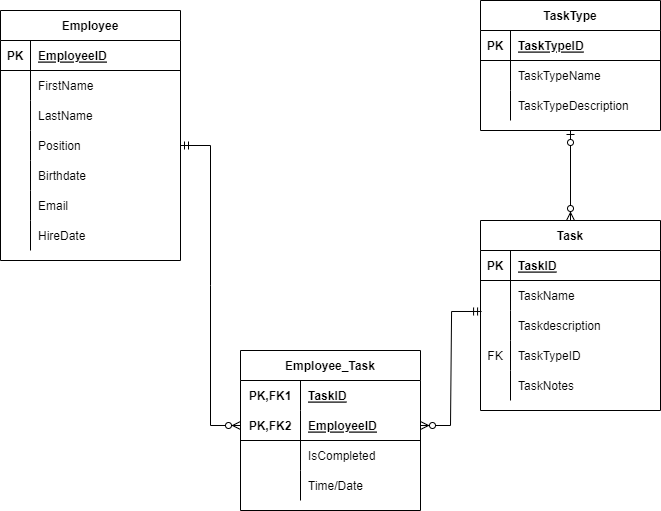 Employee
PK EmployeeID
FirstName
LastName
Position
Birthdate
Email
HireDate
TaskType
PK TaskTypeID
TaskTypeName
TaskTypeDescription
Task
PK TaskID
TaskName
Taskdescription
FK TaskTypeID
TaskNotes
Employee_Task
PK,FK1 TaskID
PK,FK2 EmployeeID
IsCompleted
Time/Date